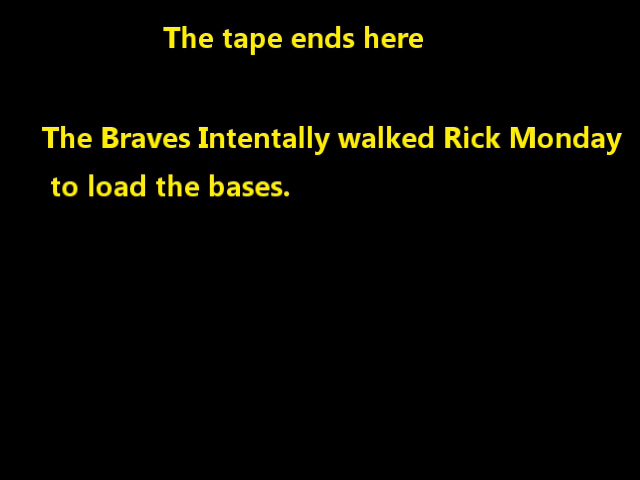 The tape ends here
The Braves Intentally walked Rick Monday
to load the bases.